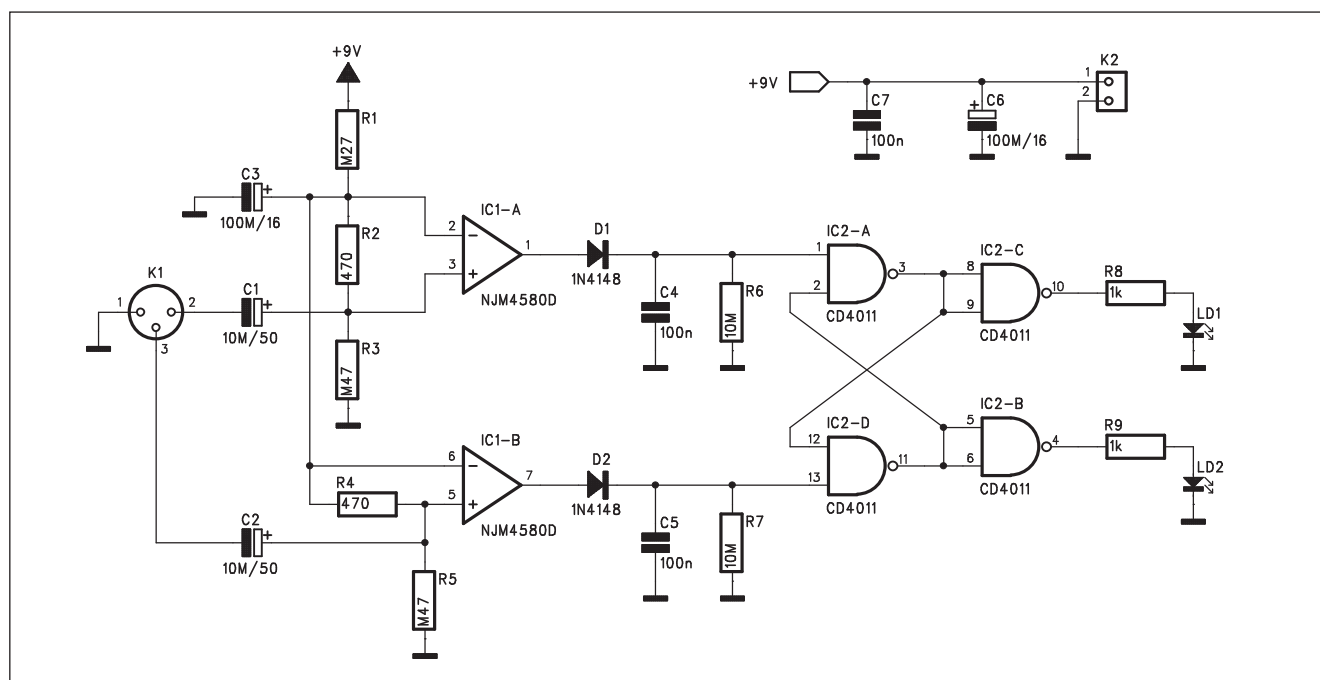 +9V
R1
M27
C3
100M/16
R2
470
K1
1
2
3
C1
10M/50
R3
M47
IC1-A
2
3
1
NJM4580D
D1
1N4148
C4
100n
R6
10M
+9V
C7
100n
C6
+
100M/16
K2
1
2
IC2-A
1
2
3
CD4011
IC2-C
8
9
10
CD4011
R8
1k
LD1
IC1-B
6
5
7
NJM4580D
R4
470
C2
10M/50
R5
M47
D2
1N4148
C5
100n
R7
10M
IC2-D
12
13
11
CD4011
IC2-B
5
6
4
CD4011
R9
1k
LD2